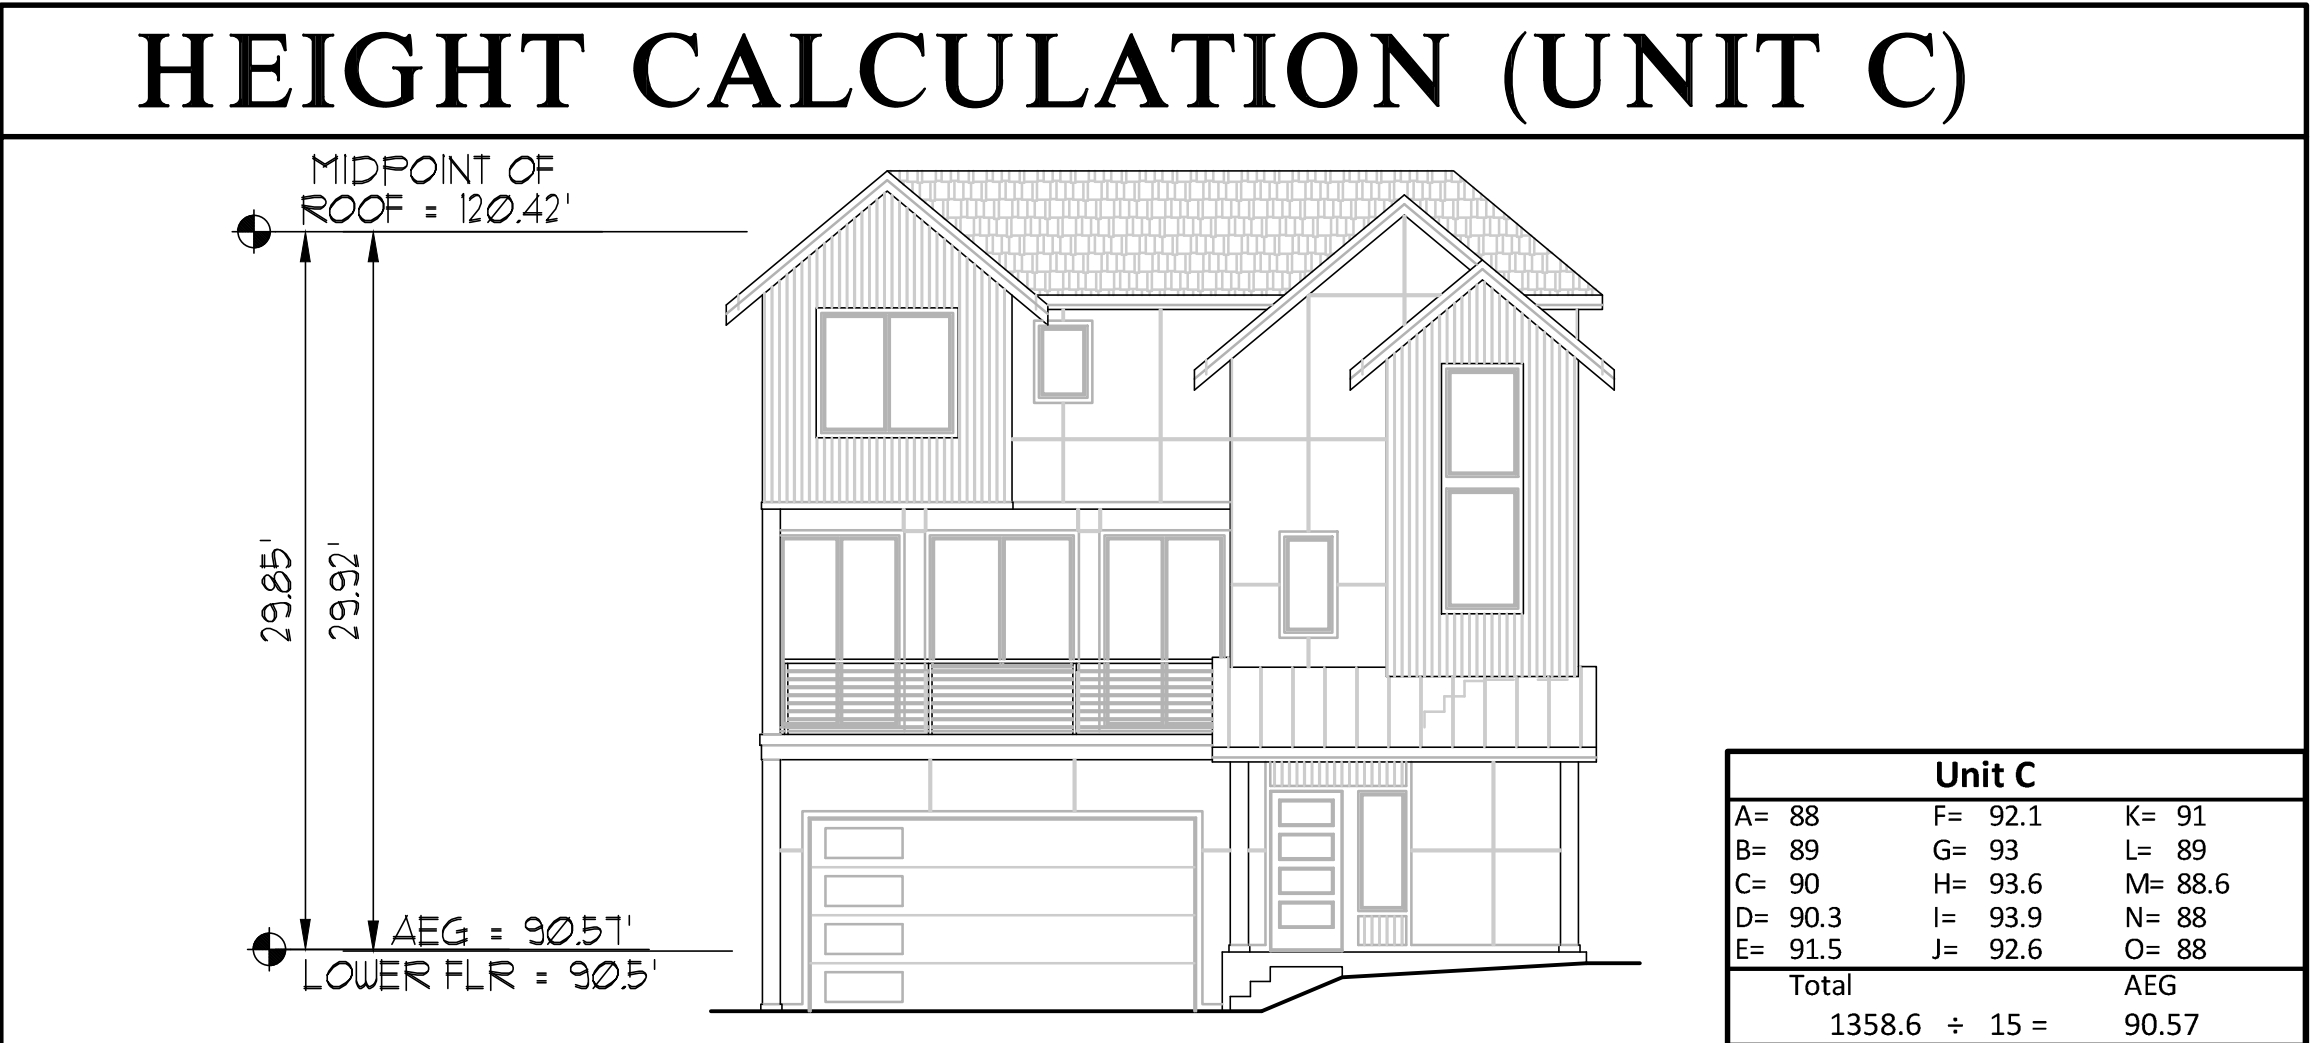 HEIGHT CALCULATION (UNIT C)
MIDPOINT OF
ROOF = 120.42'
29.85'
29.92'
AEG = 90.57'
LOWER FLR = 90.5'
Unit C
A= 88 F= 92.1 K= 91
B= 89 G= 93 L= 89
C= 90 H= 93.6 M= 88.6
D= 90.3 I= 93.9 N= 88
E= 91.5 J= 92.6 O= 88
Total AEG
1358.6 ÷ 15 = 90.57